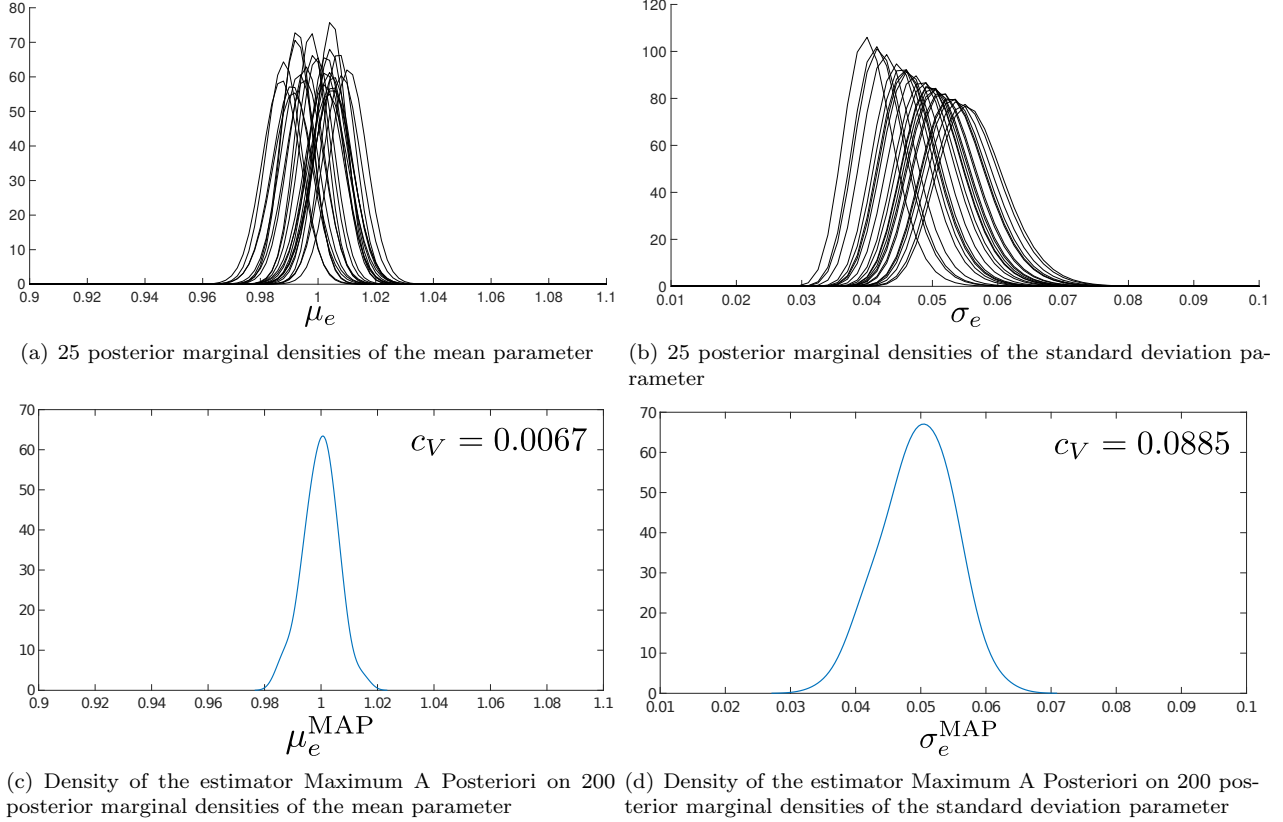 80
70
60
50
40
30
20
10
0
0.9 0.92 0.94 0.96 0.98 1 1.02 1.04 1.06 1.08 1.1
μₑ
(a) 25 posterior marginal densities of the mean parameter
120
100
80
60
40
20
0
0.01 0.02 0.03 0.04 0.05 0.06 0.07 0.08 0.09 0.1
σₑ
(b) 25 posterior marginal densities of the standard deviation pa-
rameter
70
60
50
40
30
20
10
0
c_V = 0.0067
0.9 0.92 0.94 0.96 0.98 1 1.02 1.04 1.06 1.08 1.1
μₑ^MAP
(c) Density of the estimator Maximum A Posteriori on 200
posterior marginal densities of the mean parameter
70
60
50
40
30
20
10
0
c_V = 0.0885
0.01 0.02 0.03 0.04 0.05 0.06 0.07 0.08 0.09 0.1
σₑ^MAP
(d) Density of the estimator Maximum A Posteriori on 200 pos-
terior marginal densities of the standard deviation parameter